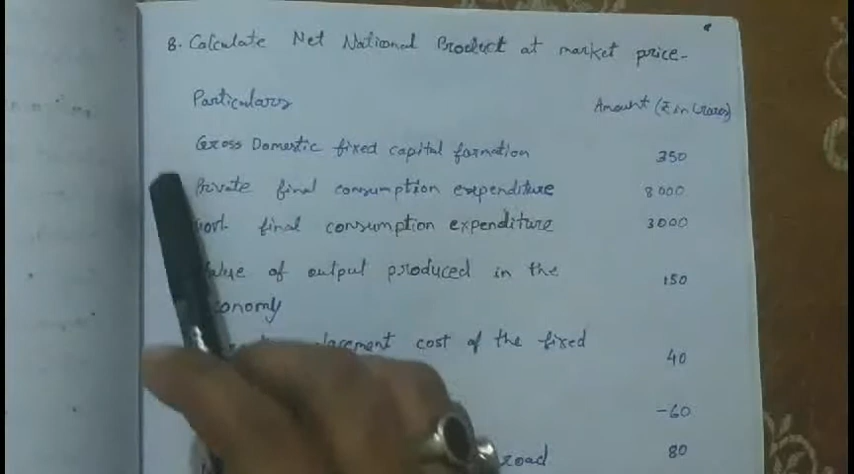 8. Calculate Net National Product at market price-
Particulars Amount (₹ in Crores)
Gross Domestic fixed capital formation 350
Private final consumption expenditure 8000
final consumption expenditure 3000
of output produced in the 150
cost of the fixed 40
-60
80